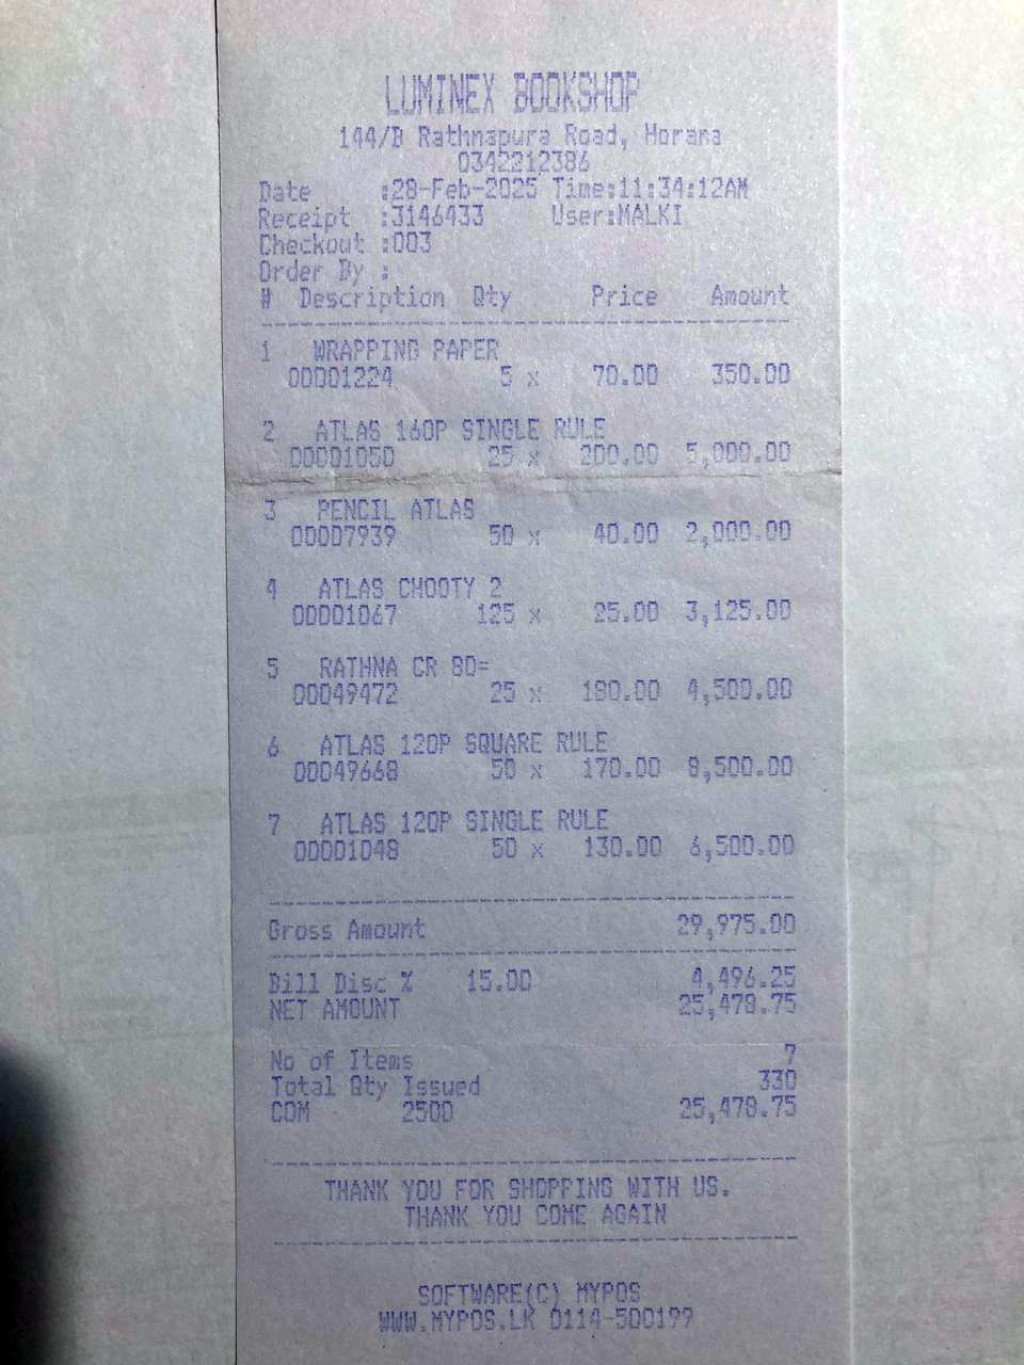 LUMINEX BOOKSHOP
144/B Rathnapura Road, Horana
0342212386
Date :28-Feb-2025 Time:11:34:12AM
Receipt :3146433 User:MALKI
Checkout :003
Order By :
# Description Qty Price Amount
1 WRAPPING PAPER
00001224 5 x 70.00 350.00
2 ATLAS 160P SINGLE RULE
00001050 25 x 200.00 5,000.00
3 PENCIL ATLAS
00007939 50 x 40.00 2,000.00
4 ATLAS CHOOTY 2
00001067 125 x 25.00 3,125.00
5 RATHNA CR 80=
00049472 25 x 180.00 4,500.00
6 ATLAS 120P SQUARE RULE
00049668 50 x 170.00 8,500.00
7 ATLAS 120P SINGLE RULE
00001048 50 x 130.00 6,500.00
Gross Amount 29,975.00
Bill Disc % 15.00 4,496.25
NET AMOUNT 25,478.75
No of Items 7
Total Qty Issued 330
COM 2500 25,478.75
THANK YOU FOR SHOPPING WITH US.
THANK YOU COME AGAIN
SOFTWARE(C) MYPOS
WWW.MYPOS.LK 0114-500199